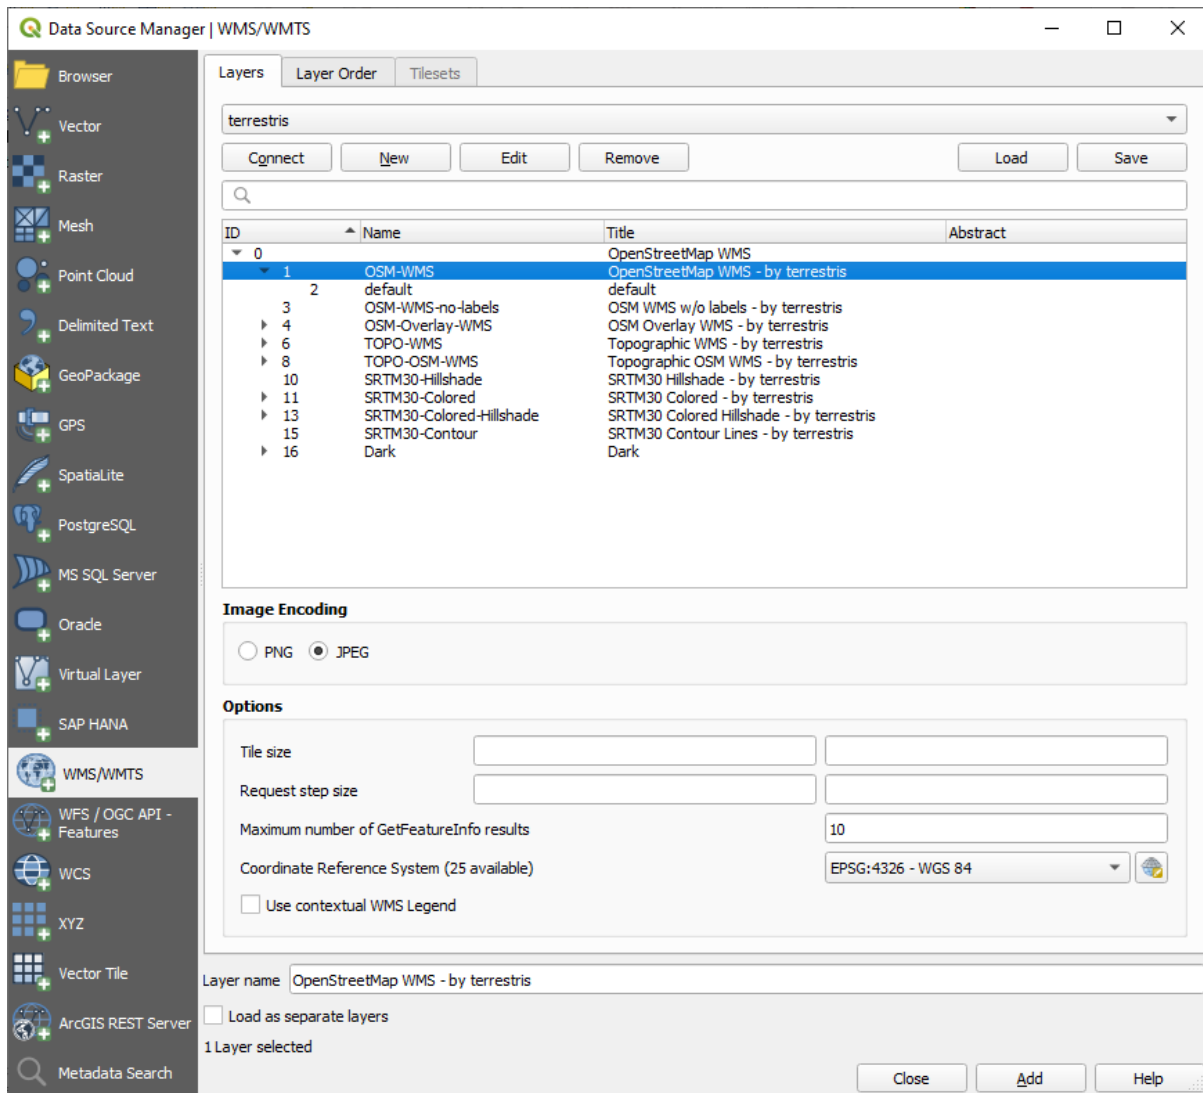 Data Source Manager | WMS/WMTS
Browser
Vector
Raster
Mesh
Point Cloud
Delimited Text
GeoPackage
GPS
SpatiaLite
PostgreSQL
MS SQL Server
Oracle
Virtual Layer
SAP HANA
WMS/WMTS
WFS / OGC API -
Features
WCS
XYZ
Vector Tile
ArcGIS REST Server
Metadata Search
Layers Layer Order Tilesets
terrestris
Connect New Edit Remove Load Save
ID Name Title Abstract
0 OpenStreetMap WMS
1 OSM-WMS OpenStreetMap WMS - by terrestris
2 default default
3 OSM-WMS-no-labels OSM WMS w/o labels - by terrestris
4 OSM-Overlay-WMS OSM Overlay WMS - by terrestris
6 TOPO-WMS Topographic WMS - by terrestris
8 TOPO-OSM-WMS Topographic OSM WMS - by terrestris
10 SRTM30-Hillshade SRTM30 Hillshade - by terrestris
11 SRTM30-Colored SRTM30 Colored - by terrestris
13 SRTM30-Colored-Hillshade SRTM30 Colored Hillshade - by terrestris
15 SRTM30-Contour SRTM30 Contour Lines - by terrestris
16 Dark Dark
Image Encoding
PNG JPEG
Options
Tile size
Request step size
Maximum number of GetFeatureInfo results 10
Coordinate Reference System (25 available) EPSG:4326 - WGS 84
Use contextual WMS Legend
Layer name OpenStreetMap WMS - by terrestris
Load as separate layers
1 Layer selected
Close Add Help